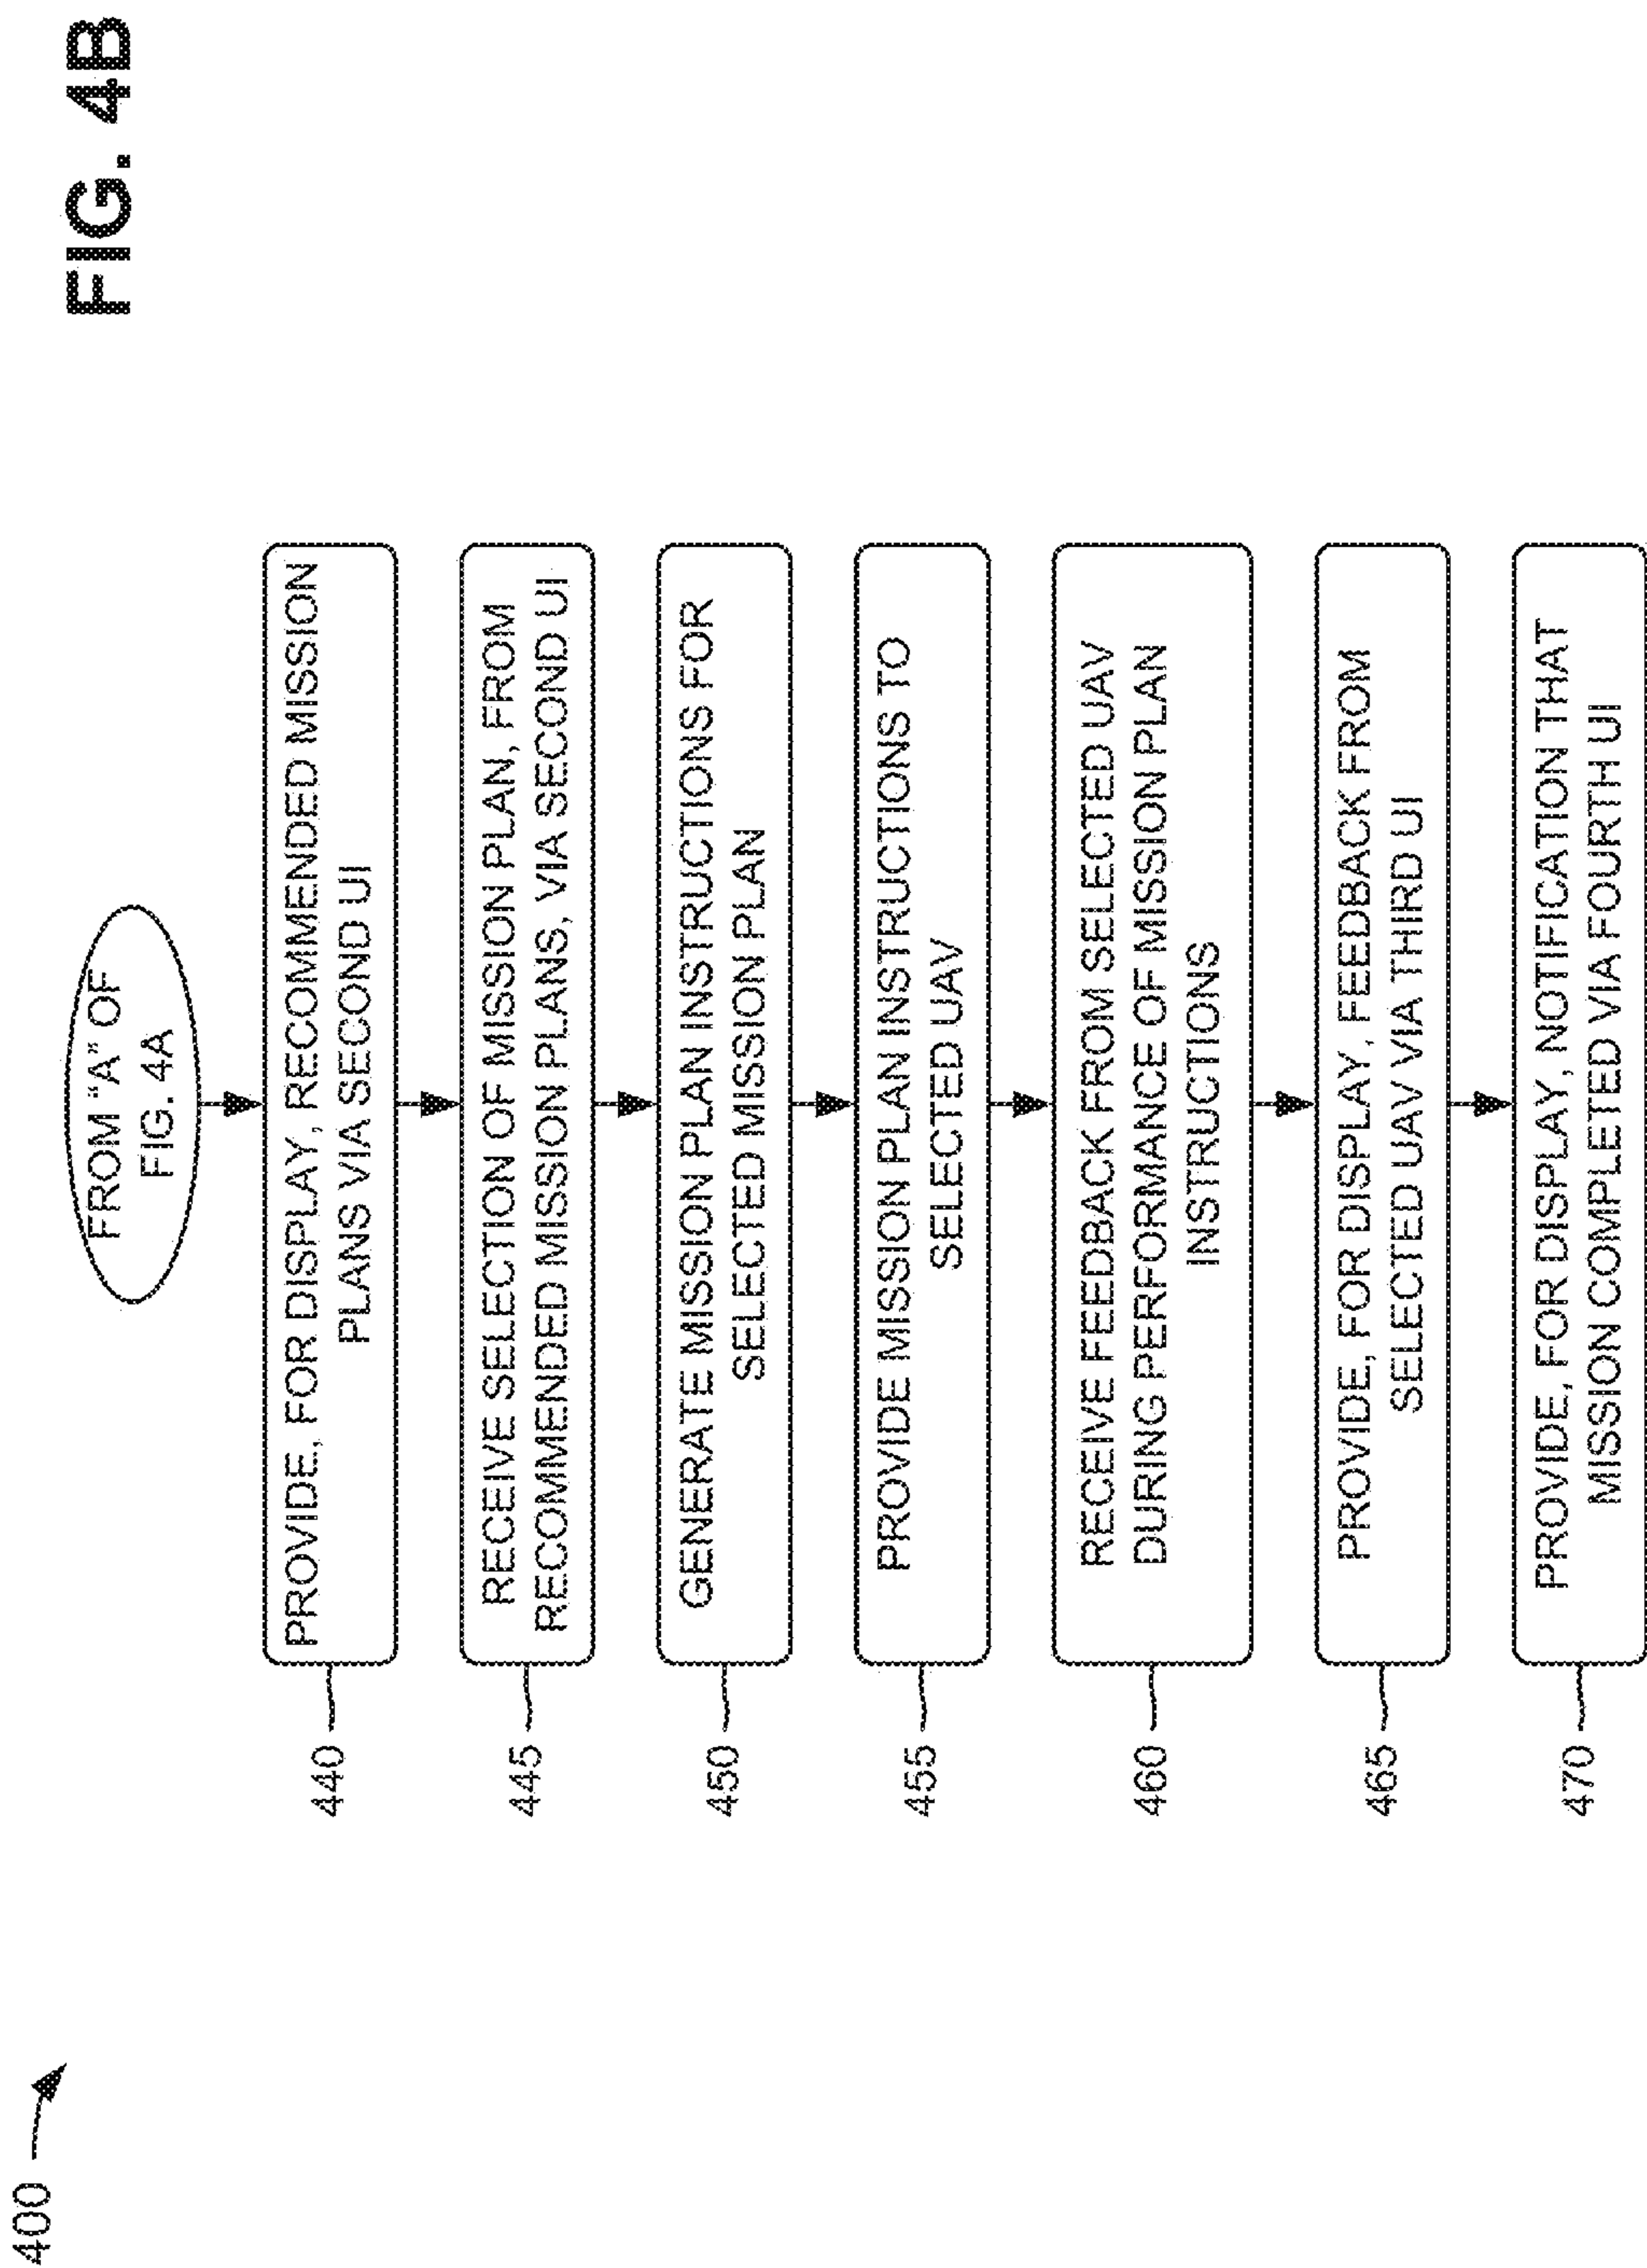 400
FIG. 4B
FROM "A" OF
FIG. 4A
440
PROVIDE, FOR DISPLAY, RECOMMENDED MISSION
PLANS VIA SECOND UI
445
RECEIVE SELECTION OF MISSION PLAN, FROM
RECOMMENDED MISSION PLANS, VIA SECOND UI
450
GENERATE MISSION PLAN INSTRUCTIONS FOR
SELECTED MISSION PLAN
455
PROVIDE MISSION PLAN INSTRUCTIONS TO
SELECTED UAV
460
RECEIVE FEEDBACK FROM SELECTED UAV
DURING PERFORMANCE OF MISSION PLAN
INSTRUCTIONS
465
PROVIDE, FOR DISPLAY, FEEDBACK FROM
SELECTED UAV VIA THIRD UI
470
PROVIDE, FOR DISPLAY, NOTIFICATION THAT
MISSION COMPLETED VIA FOURTH UI